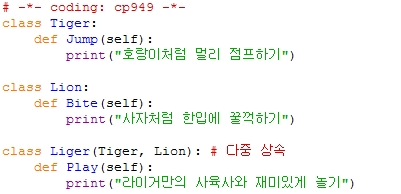 # -*- coding: cp949 -*-
class Tiger:
    def Jump(self):
        print("호랑이처럼 멀리 점프하기")

class Lion:
    def Bite(self):
        print("사자처럼 한입에 꿀꺽하기")

class Liger(Tiger, Lion): # 다중 상속
    def Play(self):
        print("라이거만의 사육사와 재미있게 놀기")